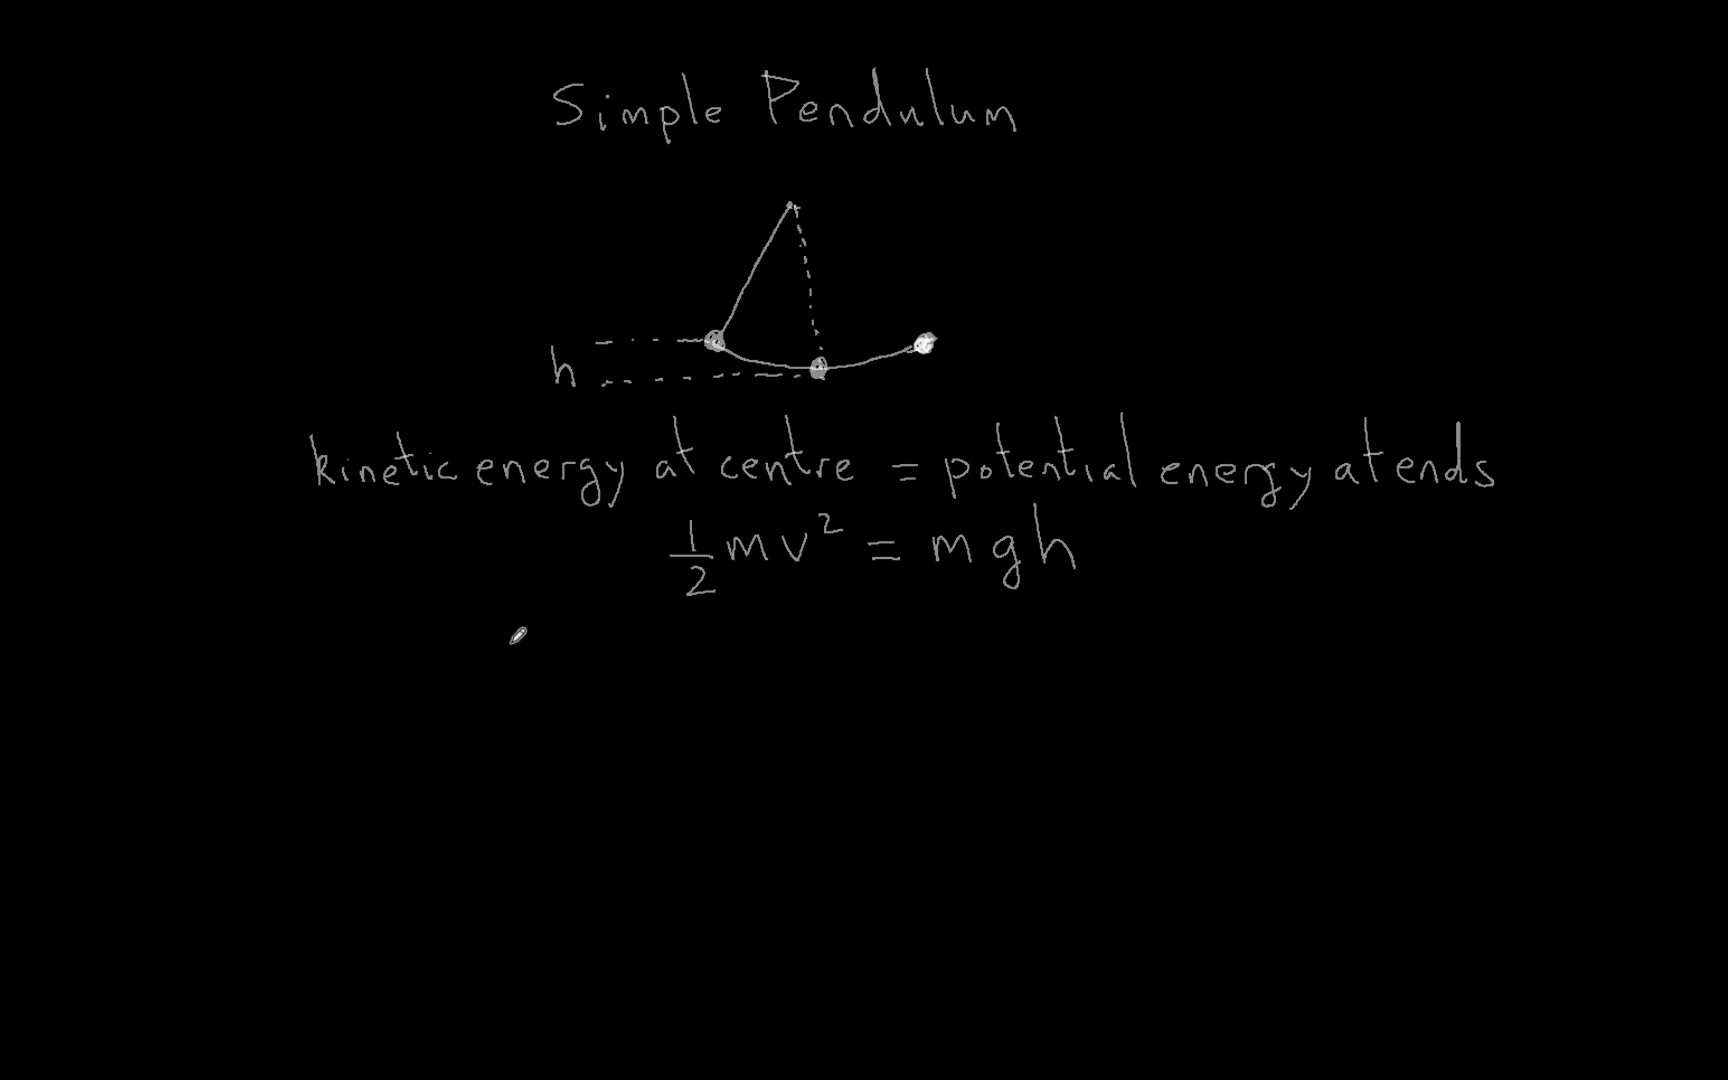 Simple Pendulum
h
kinetic energy at centre = potential energy at ends
1/2 mv² = mgh